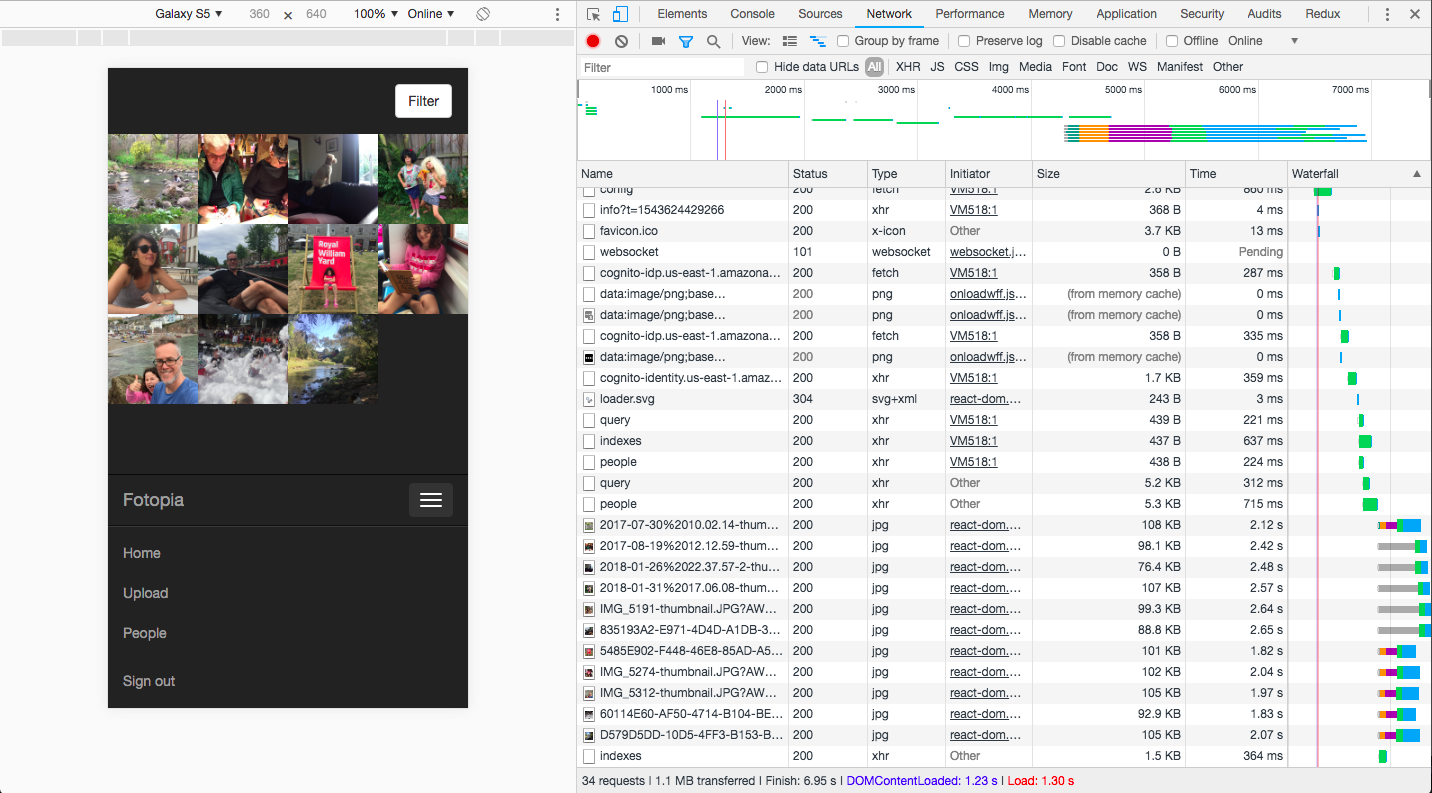 Galaxy S5 ▼ 360 × 640 100% ▼ Online ▼
Filter
Royal
William
Yard
Fotopia
Home
Upload
People
Sign out
Elements Console Sources Network Performance Memory Application Security Audits Redux
View: Group by frame Preserve log Disable cache Offline Online ▼
Filter Hide data URLs All XHR JS CSS Img Media Font Doc WS Manifest Other
1000 ms 2000 ms 3000 ms 4000 ms 5000 ms 6000 ms 7000 ms
Name Status Type Initiator Size Time Waterfall ▲
config 200 fetch VM518:1 2.6 KB 860 ms
info?t=1543624429266 200 xhr VM518:1 368 B 4 ms
favicon.ico 200 x-icon Other 3.7 KB 13 ms
websocket 101 websocket websocket.j... 0 B Pending
cognito-idp.us-east-1.amazona... 200 fetch VM518:1 358 B 287 ms
data:image/png;base... 200 png onloadwff.js... (from memory cache) 0 ms
data:image/png;base... 200 png onloadwff.js... (from memory cache) 0 ms
cognito-idp.us-east-1.amazona... 200 fetch VM518:1 358 B 335 ms
data:image/png;base... 200 png onloadwff.js... (from memory cache) 0 ms
cognito-identity.us-east-1.amaz... 200 xhr VM518:1 1.7 KB 359 ms
loader.svg 304 svg+xml react-dom.... 243 B 3 ms
query 200 xhr VM518:1 439 B 221 ms
indexes 200 xhr VM518:1 437 B 637 ms
people 200 xhr VM518:1 438 B 224 ms
query 200 xhr Other 5.2 KB 312 ms
people 200 xhr Other 5.3 KB 715 ms
2017-07-30%2010.02.14-thum... 200 jpg react-dom.... 108 KB 2.12 s
2017-08-19%2012.12.59-thum... 200 jpg react-dom.... 98.1 KB 2.42 s
2018-01-26%2022.37.57-2-thu... 200 jpg react-dom.... 76.4 KB 2.48 s
2018-01-31%2017.06.08-thum... 200 jpg react-dom.... 107 KB 2.57 s
IMG_5191-thumbnail.JPG?AW... 200 jpg react-dom.... 99.3 KB 2.64 s
835193A2-E971-4D4D-A1DB-3... 200 jpg react-dom.... 88.8 KB 2.65 s
5485E902-F448-46E8-85AD-A5... 200 jpg react-dom.... 101 KB 1.82 s
IMG_5274-thumbnail.JPG?AW... 200 jpg react-dom.... 102 KB 2.04 s
IMG_5312-thumbnail.JPG?AW... 200 jpg react-dom.... 105 KB 1.97 s
60114E60-AF50-4714-B104-BE... 200 jpg react-dom.... 92.9 KB 1.83 s
D579D5DD-10D5-4FF3-B153-B... 200 jpg react-dom.... 105 KB 2.07 s
indexes 200 xhr Other 1.5 KB 364 ms
34 requests | 1.1 MB transferred | Finish: 6.95 s | DOMContentLoaded: 1.23 s | Load: 1.30 s